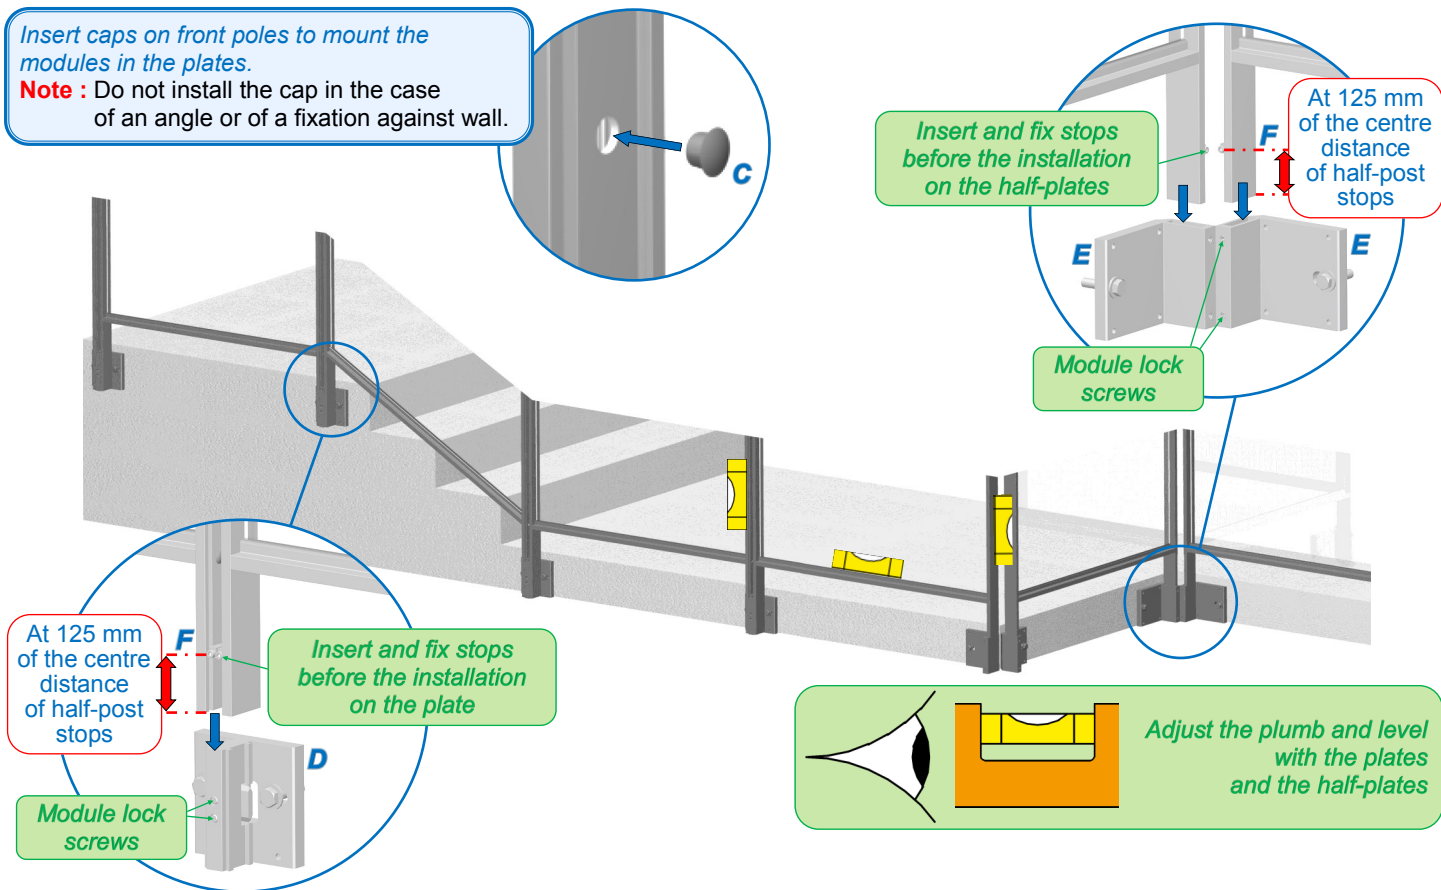 Insert caps on front poles to mount the
modules in the plates.
Note : Do not install the cap in the case
of an angle or of a fixation against wall.
C
Insert and fix stops
before the installation
on the half-plates
F
At 125 mm
of the centre
distance
of half-post
stops
E
E
Module lock
screws
At 125 mm
of the centre
distance
of half-post
stops
F
Insert and fix stops
before the installation
on the plate
D
Module lock
screws
Adjust the plumb and level
with the plates
and the half-plates